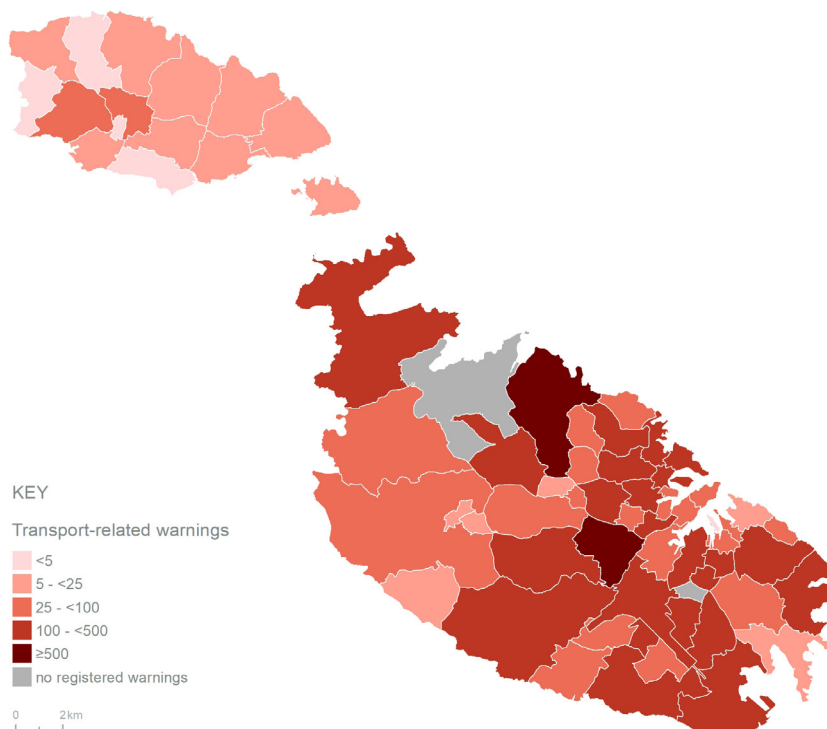 KEY
Transport-related warnings
<5
5 - <25
25 - <100
100 - <500
≥500
no registered warnings
0 2km